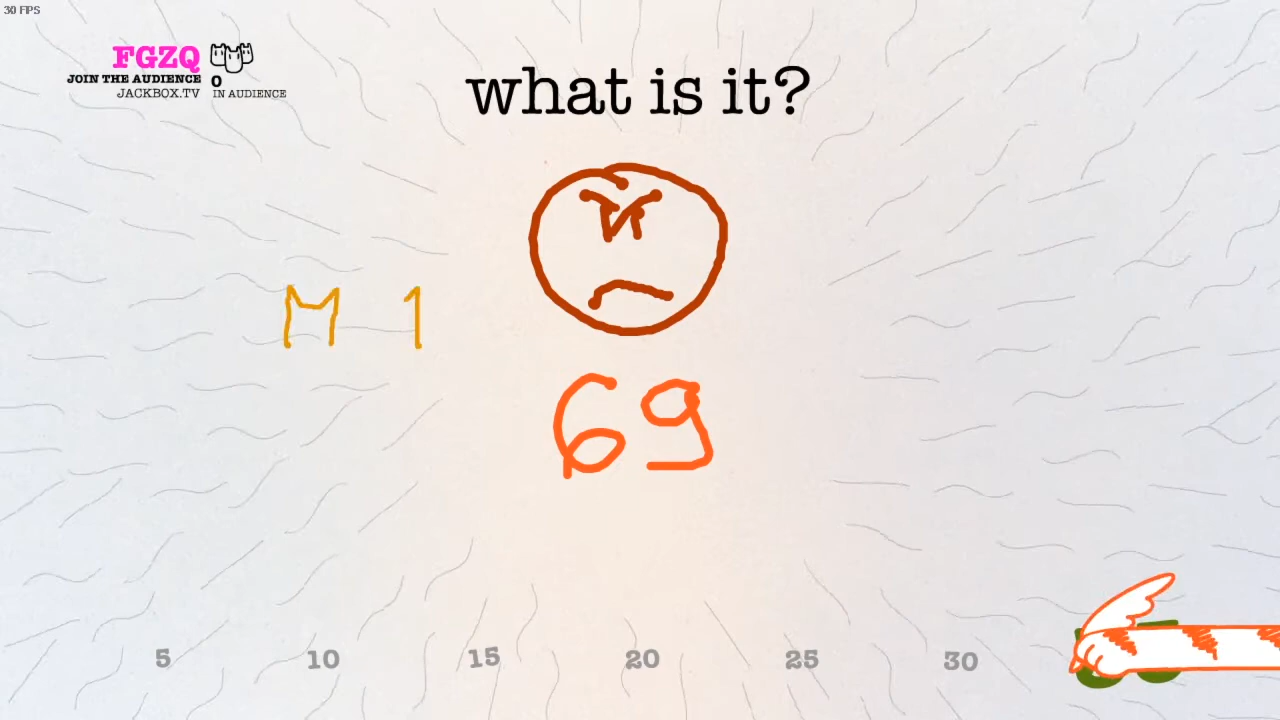 30 FPS
FGZQ
JOIN THE AUDIENCE
JACKBOX.TV
0
IN AUDIENCE
what is it?
M 1
69
5 10 15 20 25 30